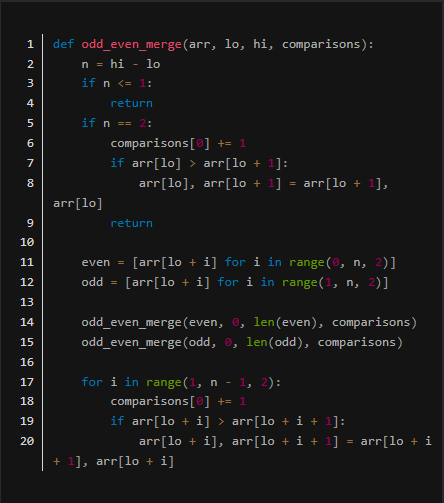 1 def odd_even_merge(arr, lo, hi, comparisons):
2     n = hi - lo
3     if n <= 1:
4         return
5     if n == 2:
6         comparisons[0] += 1
7         if arr[lo] > arr[lo + 1]:
8             arr[lo], arr[lo + 1] = arr[lo + 1],
arr[lo]
9         return
10
11     even = [arr[lo + i] for i in range(0, n, 2)]
12     odd = [arr[lo + i] for i in range(1, n, 2)]
13
14     odd_even_merge(even, 0, len(even), comparisons)
15     odd_even_merge(odd, 0, len(odd), comparisons)
16
17     for i in range(1, n - 1, 2):
18         comparisons[0] += 1
19         if arr[lo + i] > arr[lo + i + 1]:
20             arr[lo + i], arr[lo + i + 1] = arr[lo + i
+ 1], arr[lo + i]